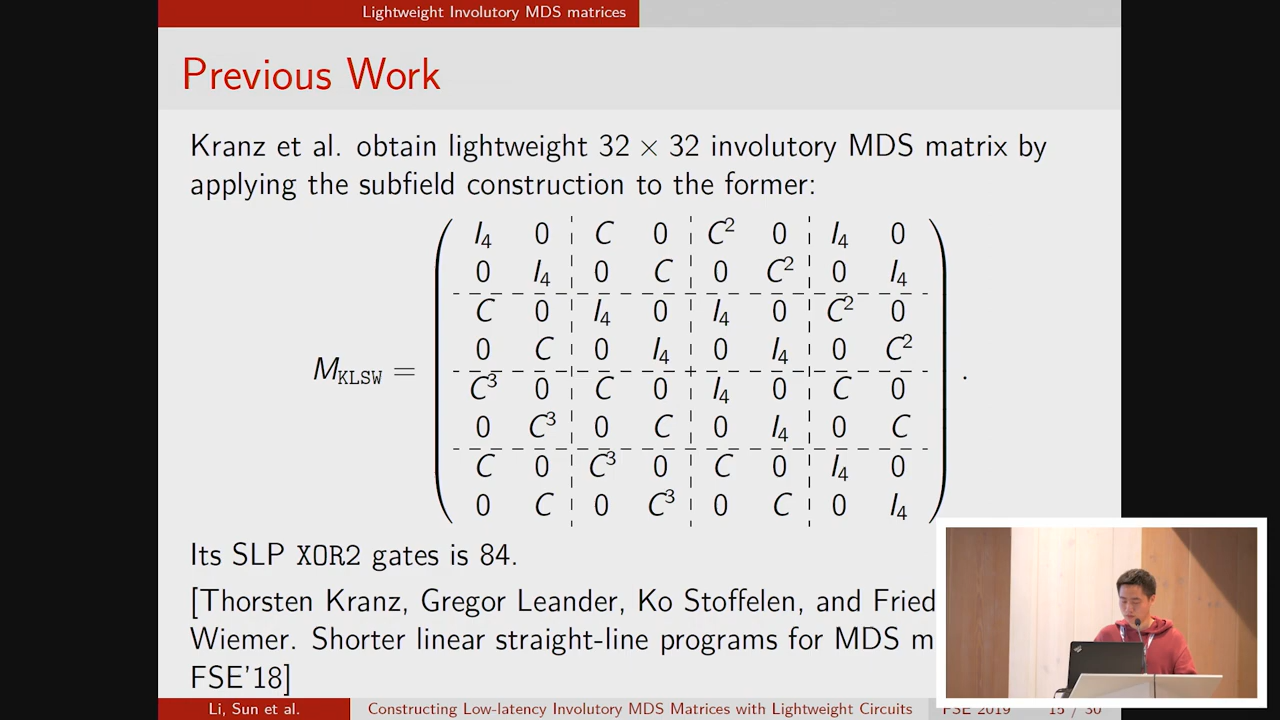 Lightweight Involutory MDS matrices
Previous Work
Kranz et al. obtain lightweight 32 × 32 involutory MDS matrix by
applying the subfield construction to the former:
I₄ 0 C 0 C² 0 I₄ 0
0 I₄ 0 C 0 C² 0 I₄
C 0 I₄ 0 I₄ 0 C² 0
0 C 0 I₄ 0 I₄ 0 C²
M_KLSW = .
C³ 0 C 0 I₄ 0 C 0
0 C³ 0 C 0 I₄ 0 C
C 0 C³ 0 C 0 I₄ 0
0 C 0 C³ 0 C 0 I₄
Its SLP XOR2 gates is 84.
[Thorsten Kranz, Gregor Leander, Ko Stoffelen, and Fried
Wiemer. Shorter linear straight-line programs for MDS m
FSE'18]
Li, Sun et al. Constructing Low-latency Involutory MDS Matrices with Lightweight Circuits FSE 2019 15 / 30